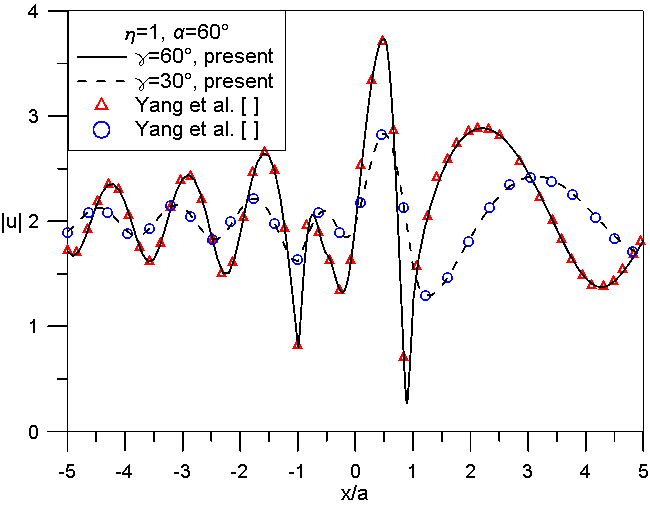 4
3
2
1
0
|u|
η=1, α=60°
γ=60°, present
γ=30°, present
Yang et al. [ ]
Yang et al. [ ]
-5 -4 -3 -2 -1 0 1 2 3 4 5
x/a